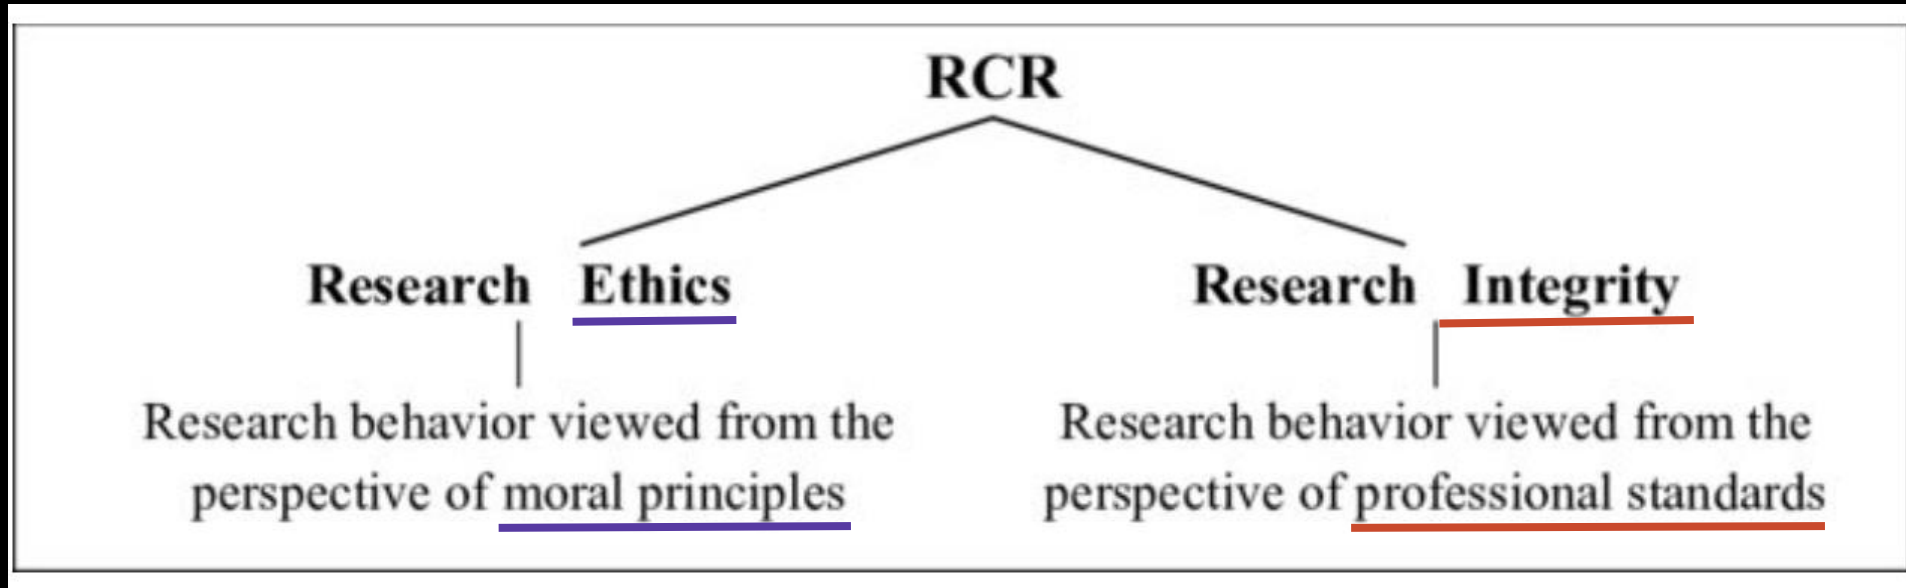 RCR
Research Ethics
Research Integrity
Research behavior viewed from the
perspective of moral principles
Research behavior viewed from the
perspective of professional standards